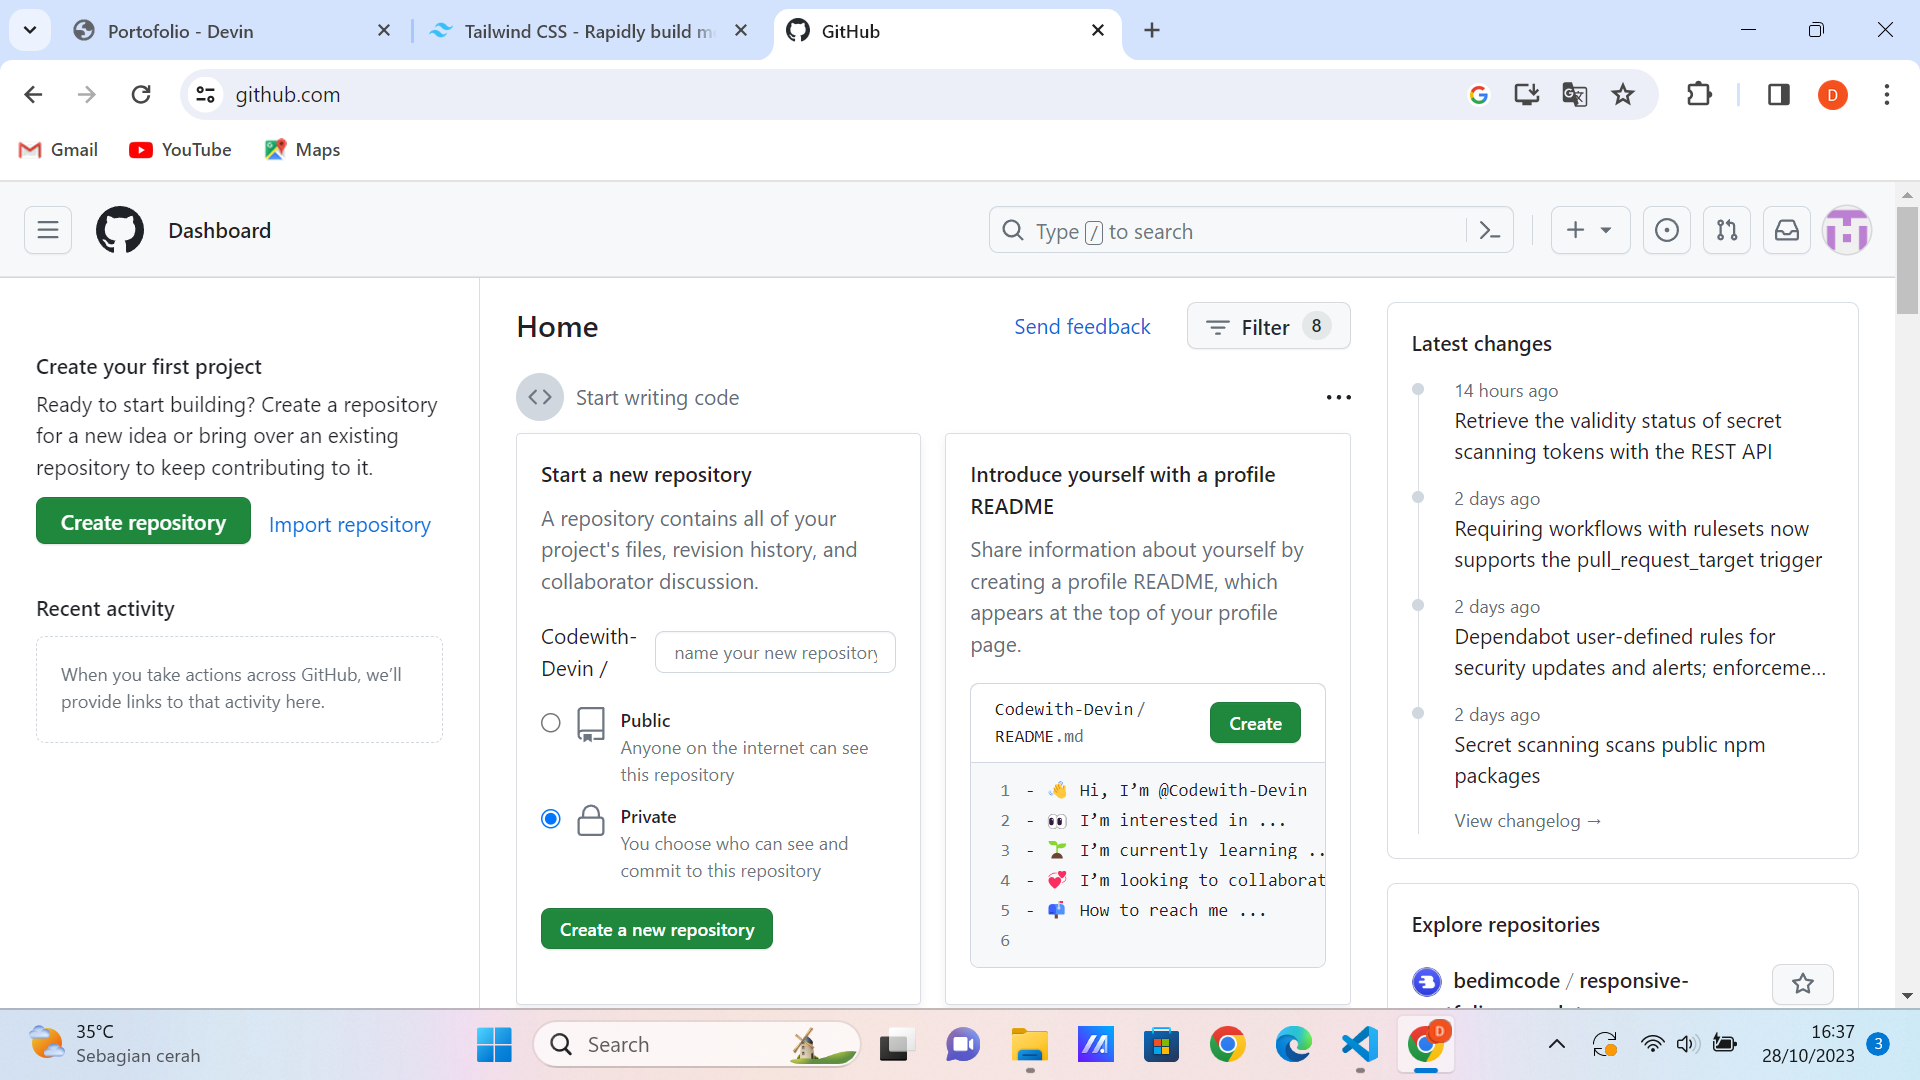 Portofolio - Devin
Tailwind CSS - Rapidly build m
GitHub
github.com
D
Gmail
YouTube
Maps
Dashboard
Type / to search
Create your first project
Ready to start building? Create a repository
for a new idea or bring over an existing
repository to keep contributing to it.
Create repository
Import repository
Recent activity
When you take actions across GitHub, we’ll
provide links to that activity here.
Home
Send feedback
Filter 8
Start writing code
Start a new repository
A repository contains all of your
project's files, revision history, and
collaborator discussion.
Codewith-
Devin /
name your new repository
Public
Anyone on the internet can see
this repository
Private
You choose who can see and
commit to this repository
Create a new repository
Introduce yourself with a profile
README
Share information about yourself by
creating a profile README, which
appears at the top of your profile
page.
Codewith-Devin/
README.md
Create
1 - 👋 Hi, I’m @Codewith-Devin
2 - 👀 I’m interested in ...
3 - 🌱 I’m currently learning ..
4 - 💞️ I’m looking to collaborat
5 - 📫 How to reach me ...
6
Latest changes
14 hours ago
Retrieve the validity status of secret
scanning tokens with the REST API
2 days ago
Requiring workflows with rulesets now
supports the pull_request_target trigger
2 days ago
Dependabot user-defined rules for
security updates and alerts; enforceme...
2 days ago
Secret scanning scans public npm
packages
View changelog →
Explore repositories
bedimcode / responsive-
35°C
Sebagian cerah
Search
D
16:37
28/10/2023
3